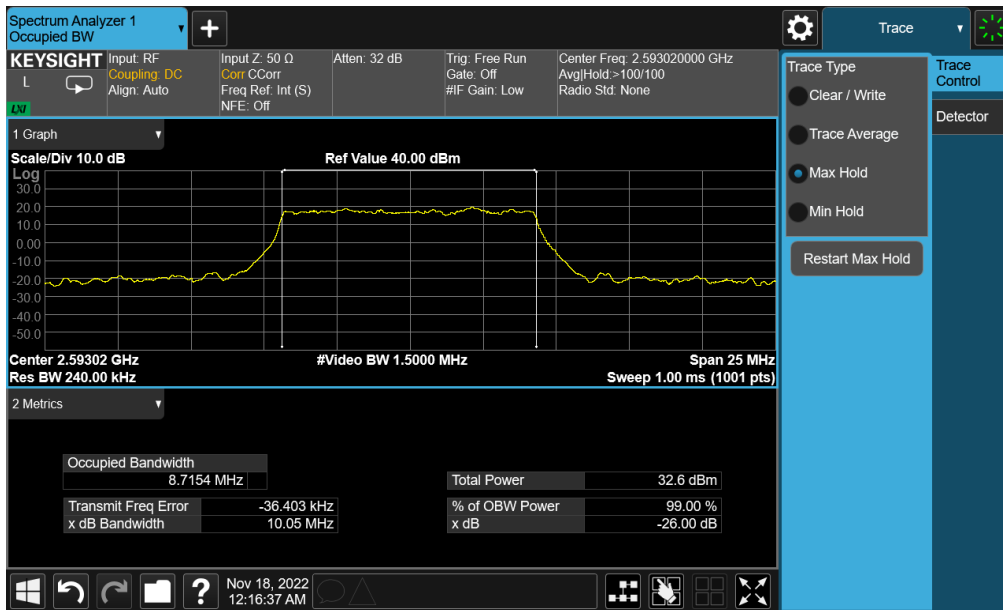 Spectrum Analyzer 1
Occupied BW
+
Trace
KEYSIGHT
L
LXI
Input: RF
Coupling: DC
Align: Auto
Input Z: 50 Ω
Corr CCorr
Freq Ref: Int (S)
NFE: Off
Atten: 32 dB
Trig: Free Run
Gate: Off
#IF Gain: Low
Center Freq: 2.593020000 GHz
Avg|Hold:>100/100
Radio Std: None
Trace Type
Clear / Write
Trace Average
Max Hold
Min Hold
Restart Max Hold
Trace
Control
Detector
1 Graph
Scale/Div 10.0 dB
Ref Value 40.00 dBm
Log
30.0
20.0
10.0
0.00
-10.0
-20.0
-30.0
-40.0
-50.0
Center 2.59302 GHz
#Video BW 1.5000 MHz
Span 25 MHz
Res BW 240.00 kHz
Sweep 1.00 ms (1001 pts)
2 Metrics
Occupied Bandwidth
8.7154 MHz
Total Power 32.6 dBm
Transmit Freq Error -36.403 kHz
% of OBW Power 99.00 %
x dB Bandwidth 10.05 MHz
x dB -26.00 dB
?
Nov 18, 2022
12:16:37 AM